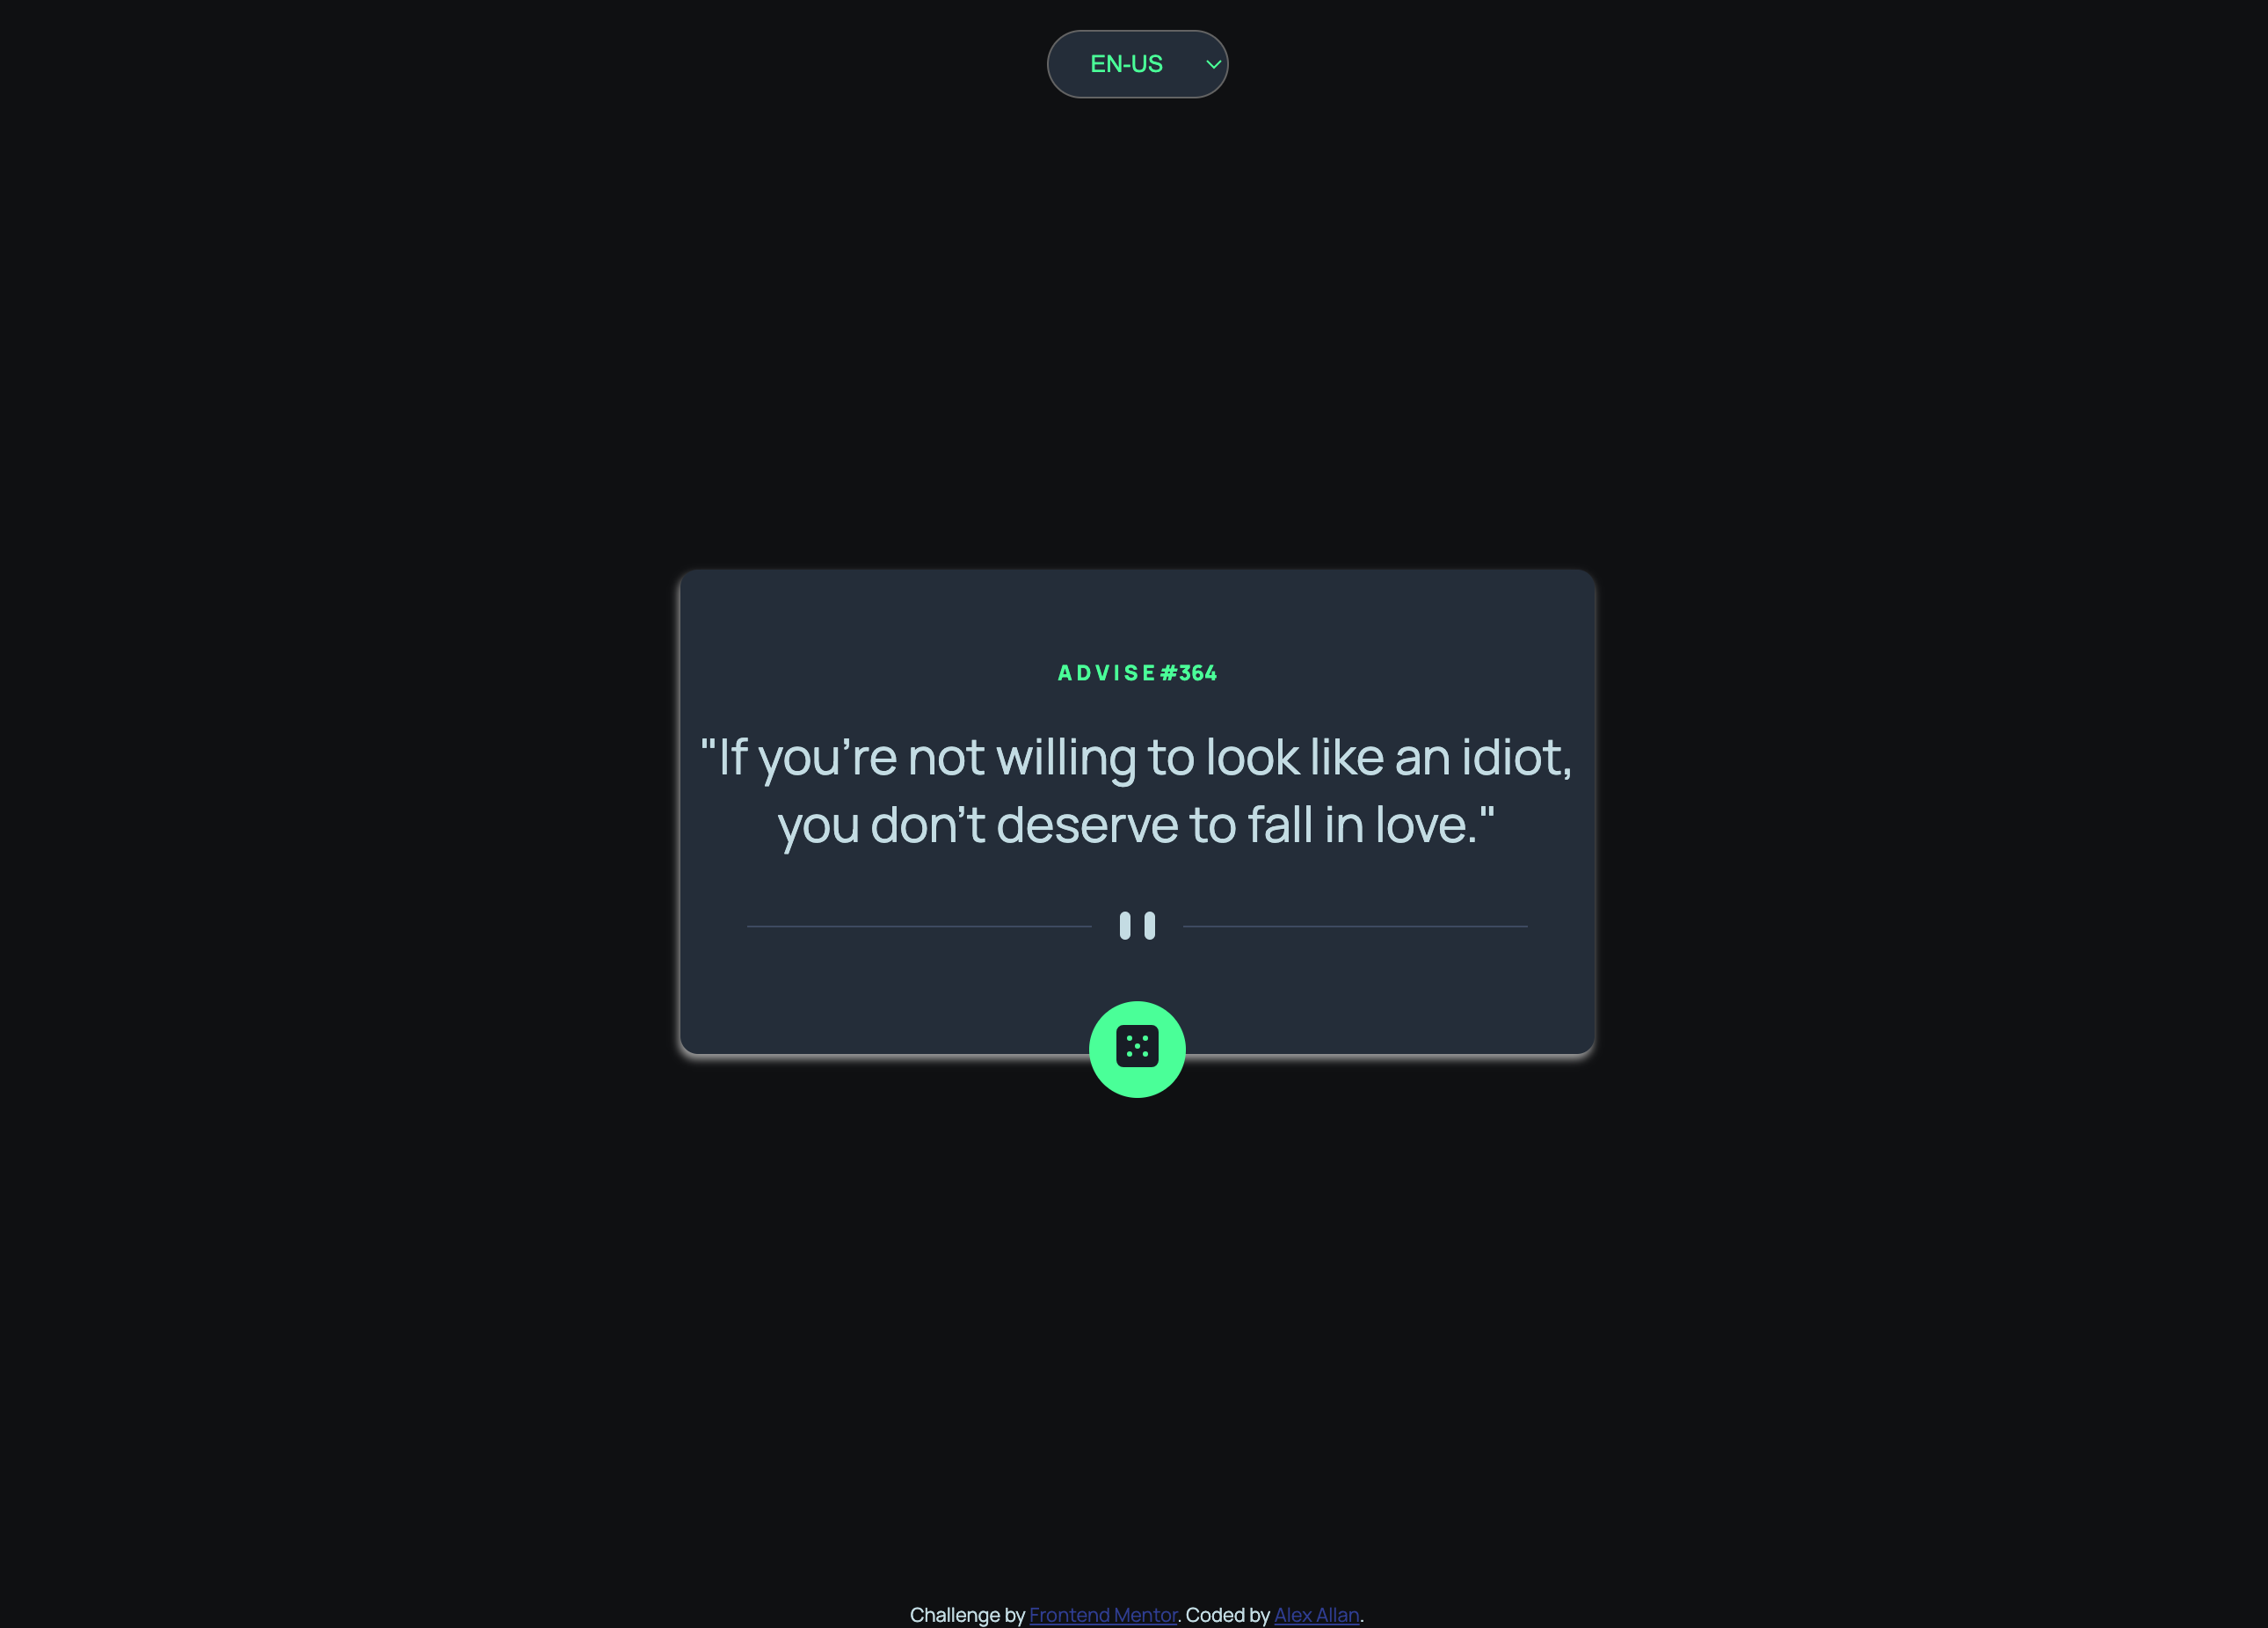 EN-US
ADVISE #364
"If you’re not willing to look like an idiot,
you don’t deserve to fall in love."
Challenge by Frontend Mentor. Coded by Alex Allan.